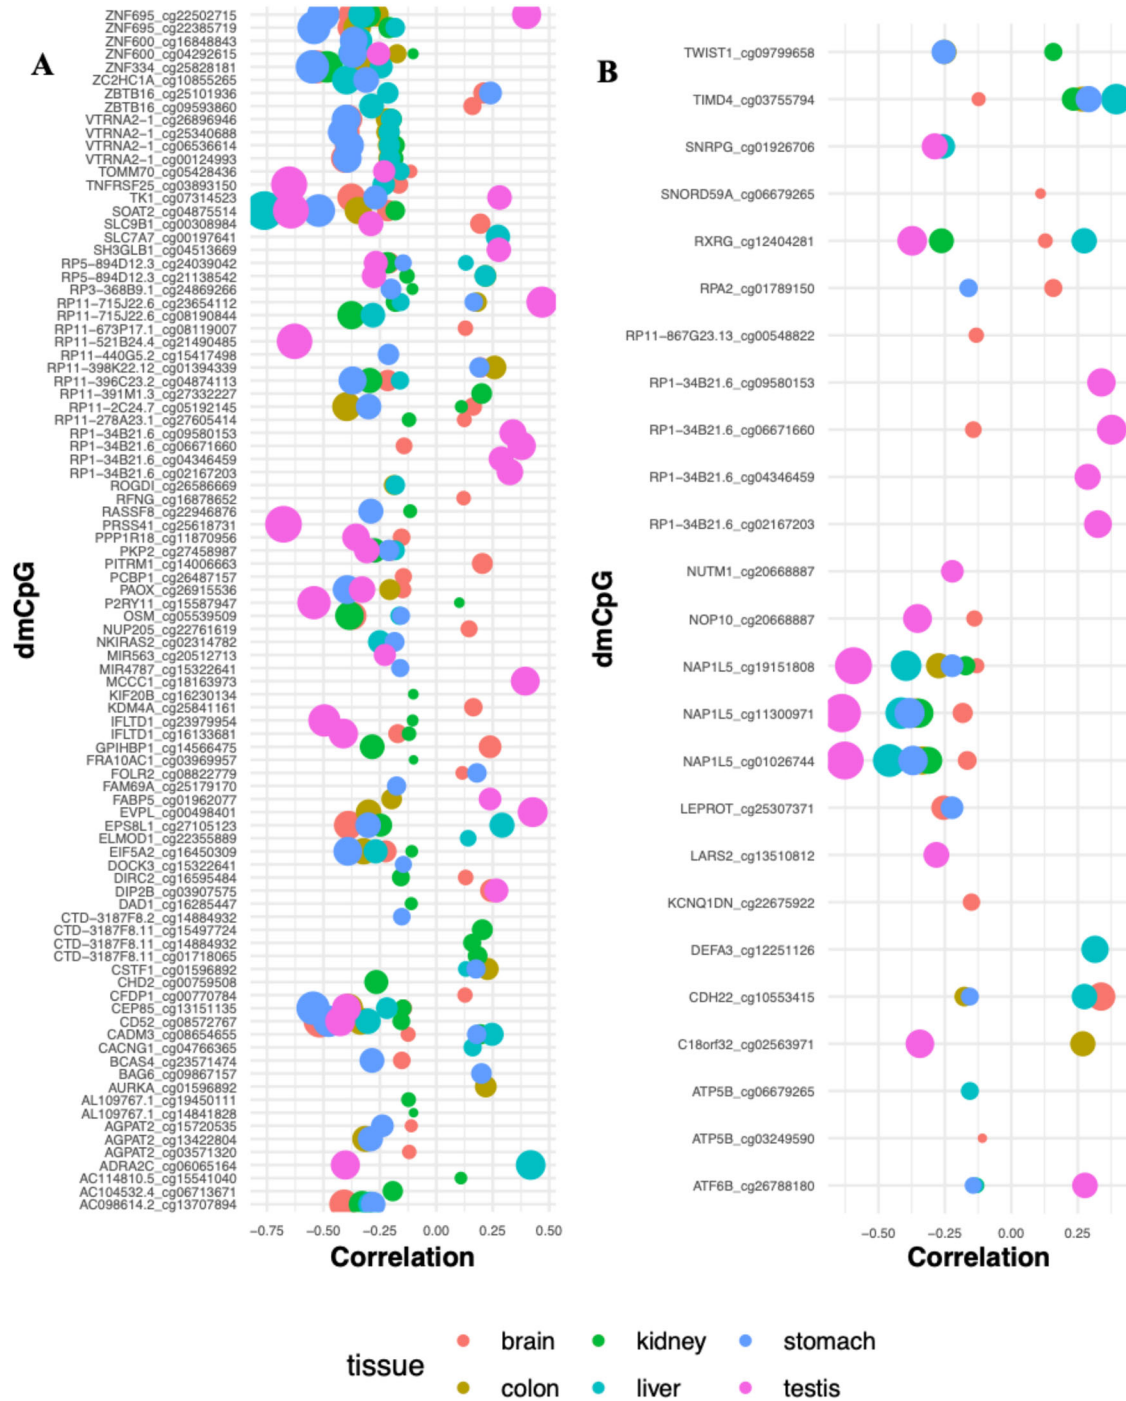 A
ZNF695_cg22502715
ZNF695_cg22385719
ZNF600_cg16848843
ZNF600_cg04292615
ZNF334_cg25828181
ZC2HC1A_cg10855265
ZBTB16_cg25101936
ZBTB16_cg09593860
VTRNA2-1_cg26896946
VTRNA2-1_cg25340688
VTRNA2-1_cg06536614
VTRNA2-1_cg00124993
TOMM70_cg05428436
TNFRSF25_cg03893150
TK1_cg07314523
SOAT2_cg04875514
SLC9B1_cg00308984
SLC7A7_cg00197641
SH3GLB1_cg04513669
RP5-894D12.3_cg24039042
RP5-894D12.3_cg21138542
RP3-368B9.1_cg24869266
RP11-715J22.6_cg23654112
RP11-715J22.6_cg08190844
RP11-673P17.1_cg08119007
RP11-521B24.4_cg21490485
RP11-440G5.2_cg15417498
RP11-398K22.12_cg01394339
RP11-396C23.2_cg04874113
RP11-391M1.3_cg27332227
RP11-2C24.7_cg05192145
RP11-278A23.1_cg27605414
RP1-34B21.6_cg09580153
RP1-34B21.6_cg06671660
RP1-34B21.6_cg04346459
RP1-34B21.6_cg02167203
ROGDI_cg26586669
RFNG_cg16878652
RASSF8_cg22946876
PRSS41_cg25618731
PPP1R18_cg11870956
PKP2_cg27458987
PITRM1_cg14006663
PCBP1_cg26487157
PAOX_cg26915536
P2RY11_cg15587947
OSM_cg05539509
NUP205_cg22761619
NKIRAS2_cg02314782
MIR563_cg20512713
MIR4787_cg15322641
MCCC1_cg18163973
KIF20B_cg16230134
KDM4A_cg25841161
IFLTD1_cg23979954
IFLTD1_cg16133681
GPIHBP1_cg14566475
FRA10AC1_cg03969957
FOLR2_cg08822779
FAM69A_cg25179170
FABP5_cg01962077
EVPL_cg00498401
EPS8L1_cg27105123
ELMOD1_cg22355889
EIF5A2_cg16450309
DOCK3_cg15322641
DIRC2_cg16595484
DIP2B_cg03907575
DAD1_cg16285447
CTD-3187F8.2_cg14884932
CTD-3187F8.11_cg15497724
CTD-3187F8.11_cg14884932
CTD-3187F8.11_cg01718065
CSTF1_cg01596892
CHD2_cg00759508
CFDP1_cg00770784
CEP85_cg13151135
CD52_cg08572767
CADM3_cg08654655
CACNG1_cg04766365
BCAS4_cg23571474
BAG6_cg09867157
AURKA_cg01596892
AL109767.1_cg19450111
AL109767.1_cg14841828
AGPAT2_cg15720535
AGPAT2_cg13422804
AGPAT2_cg03571320
ADRA2C_cg06065164
AC114810.5_cg15541040
AC104532.4_cg06713671
AC098614.2_cg13707894
dmCpG
-0.75 -0.50 -0.25 0.00 0.25 0.50
Correlation
B
TWIST1_cg09799658
TIMD4_cg03755794
SNRPG_cg01926706
SNORD59A_cg06679265
RXRG_cg12404281
RPA2_cg01789150
RP11-867G23.13_cg00548822
RP1-34B21.6_cg09580153
RP1-34B21.6_cg06671660
RP1-34B21.6_cg04346459
RP1-34B21.6_cg02167203
NUTM1_cg20668887
NOP10_cg20668887
NAP1L5_cg19151808
NAP1L5_cg11300971
NAP1L5_cg01026744
LEPROT_cg25307371
LARS2_cg13510812
KCNQ1DN_cg22675922
DEFA3_cg12251126
CDH22_cg10553415
C18orf32_cg02563971
ATP5B_cg06679265
ATP5B_cg03249590
ATF6B_cg26788180
dmCpG
-0.50 -0.25 0.00 0.25
Correlation
tissue
brain kidney stomach
colon liver testis